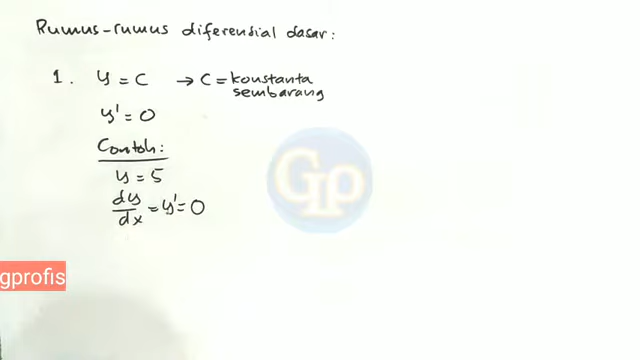 Rumus-rumus diferensial dasar:
1. y = C → C = konstanta sembarang
y' = 0
Contoh:
y = 5
dy/dx = y' = 0
Gp
gprofis